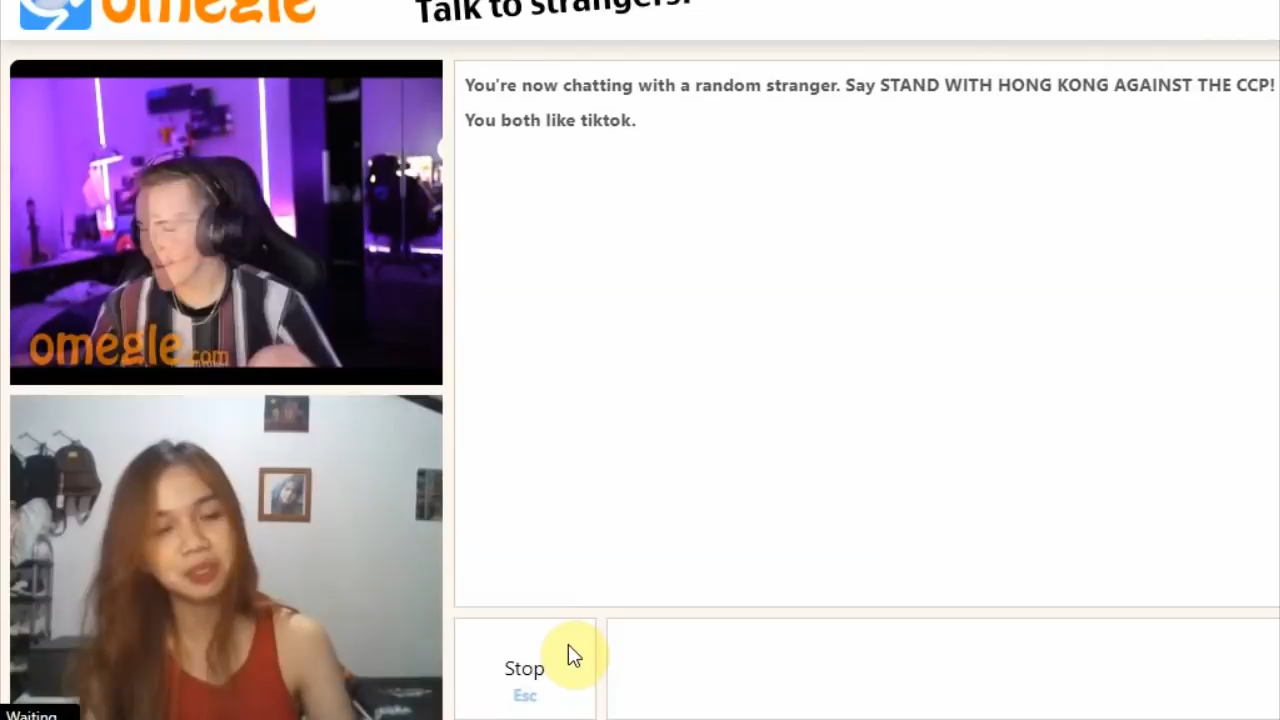 omegle
Talk to strangers!
You're now chatting with a random stranger. Say STAND WITH HONG KONG AGAINST THE CCP!
You both like tiktok.
omegle.com
Stop
Esc
Waiting